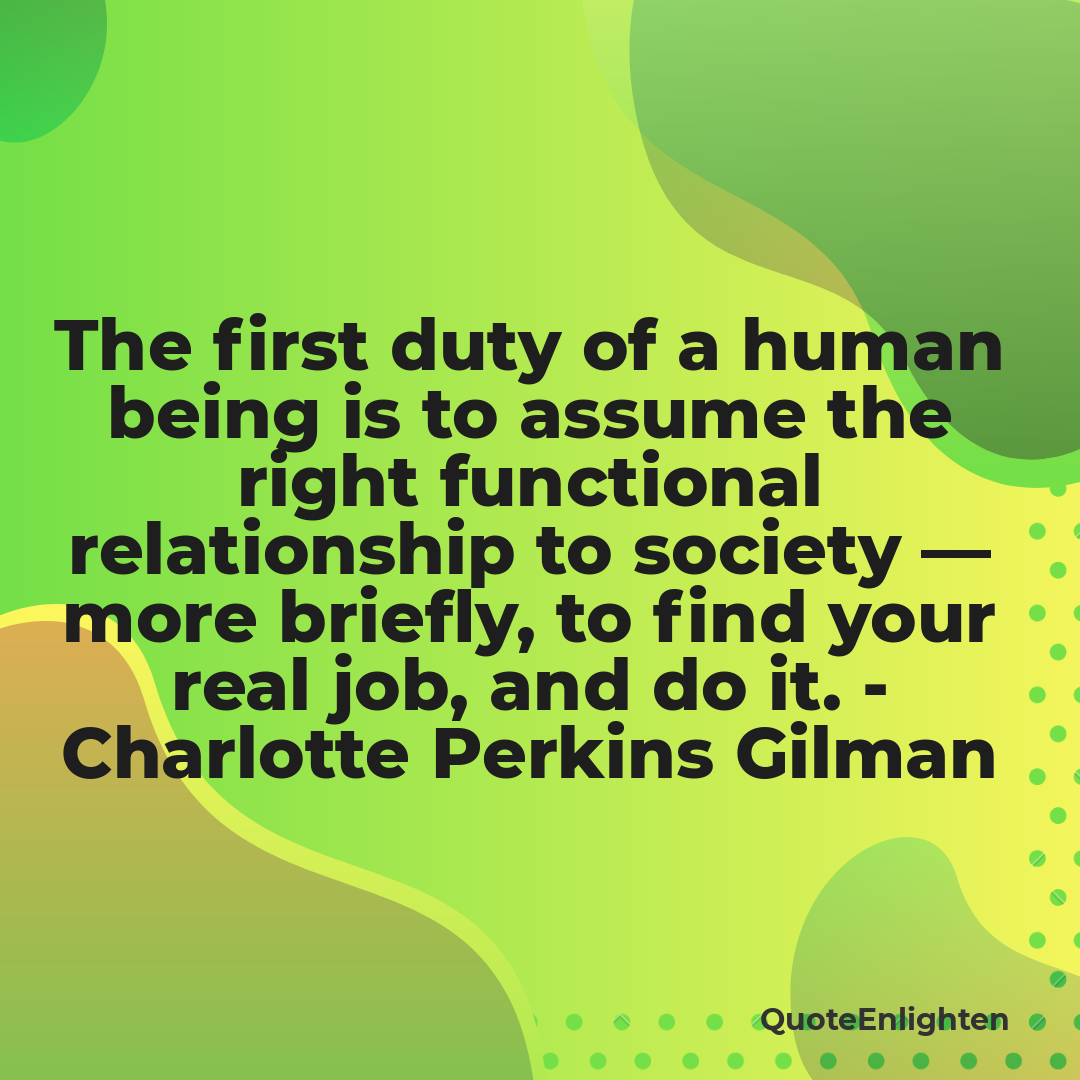 The first duty of a human
being is to assume the
right functional
relationship to society —
more briefly, to find your
real job, and do it. -
Charlotte Perkins Gilman
QuoteEnlighten